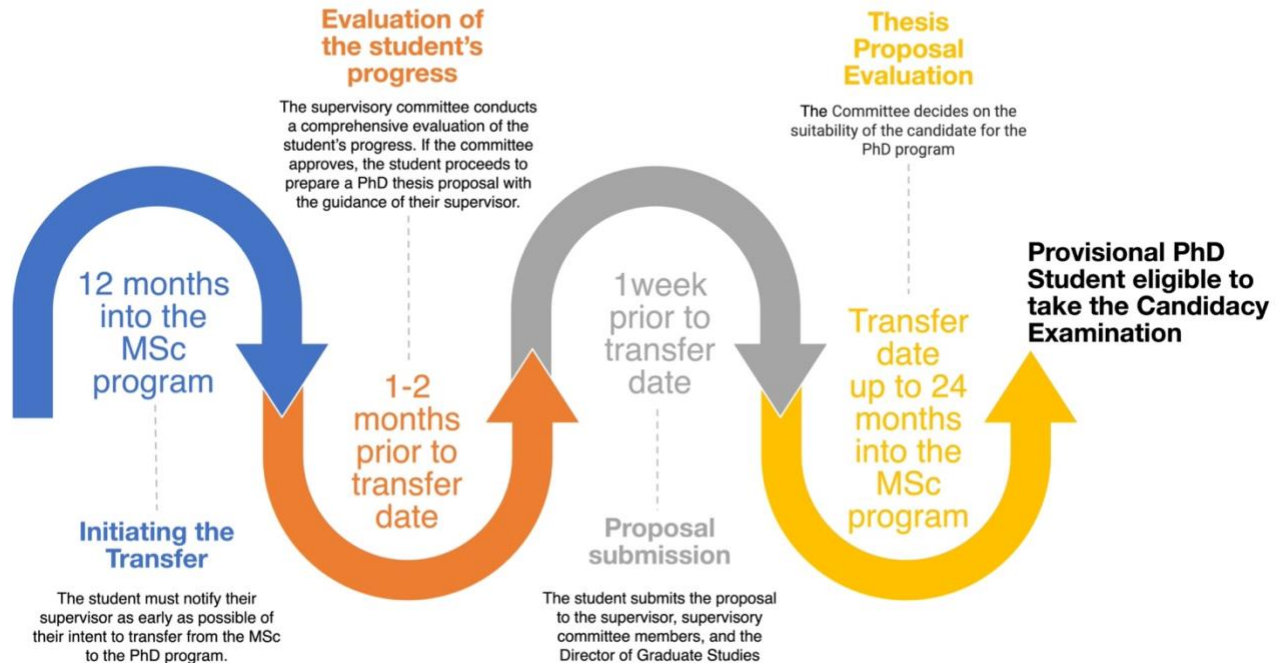 Evaluation of
the student's
progress
The supervisory committee conducts
a comprehensive evaluation of the
student's progress. If the committee
approves, the student proceeds to
prepare a PhD thesis proposal with
the guidance of their supervisor.
Thesis
Proposal
Evaluation
The Committee decides on the
suitability of the candidate for the
PhD program
12 months
into the
MSc
program
1-2
months
prior to
transfer
date
1week
prior to
transfer
date
Transfer
date
up to 24
months
into the
MSc
program
Provisional PhD
Student eligible to
take the Candidacy
Examination
Initiating the
Transfer
The student must notify their
supervisor as early as possible of
their intent to transfer from the MSc
to the PhD program.
Proposal
submission
The student submits the proposal
to the supervisor, supervisory
committee members, and the
Director of Graduate Studies